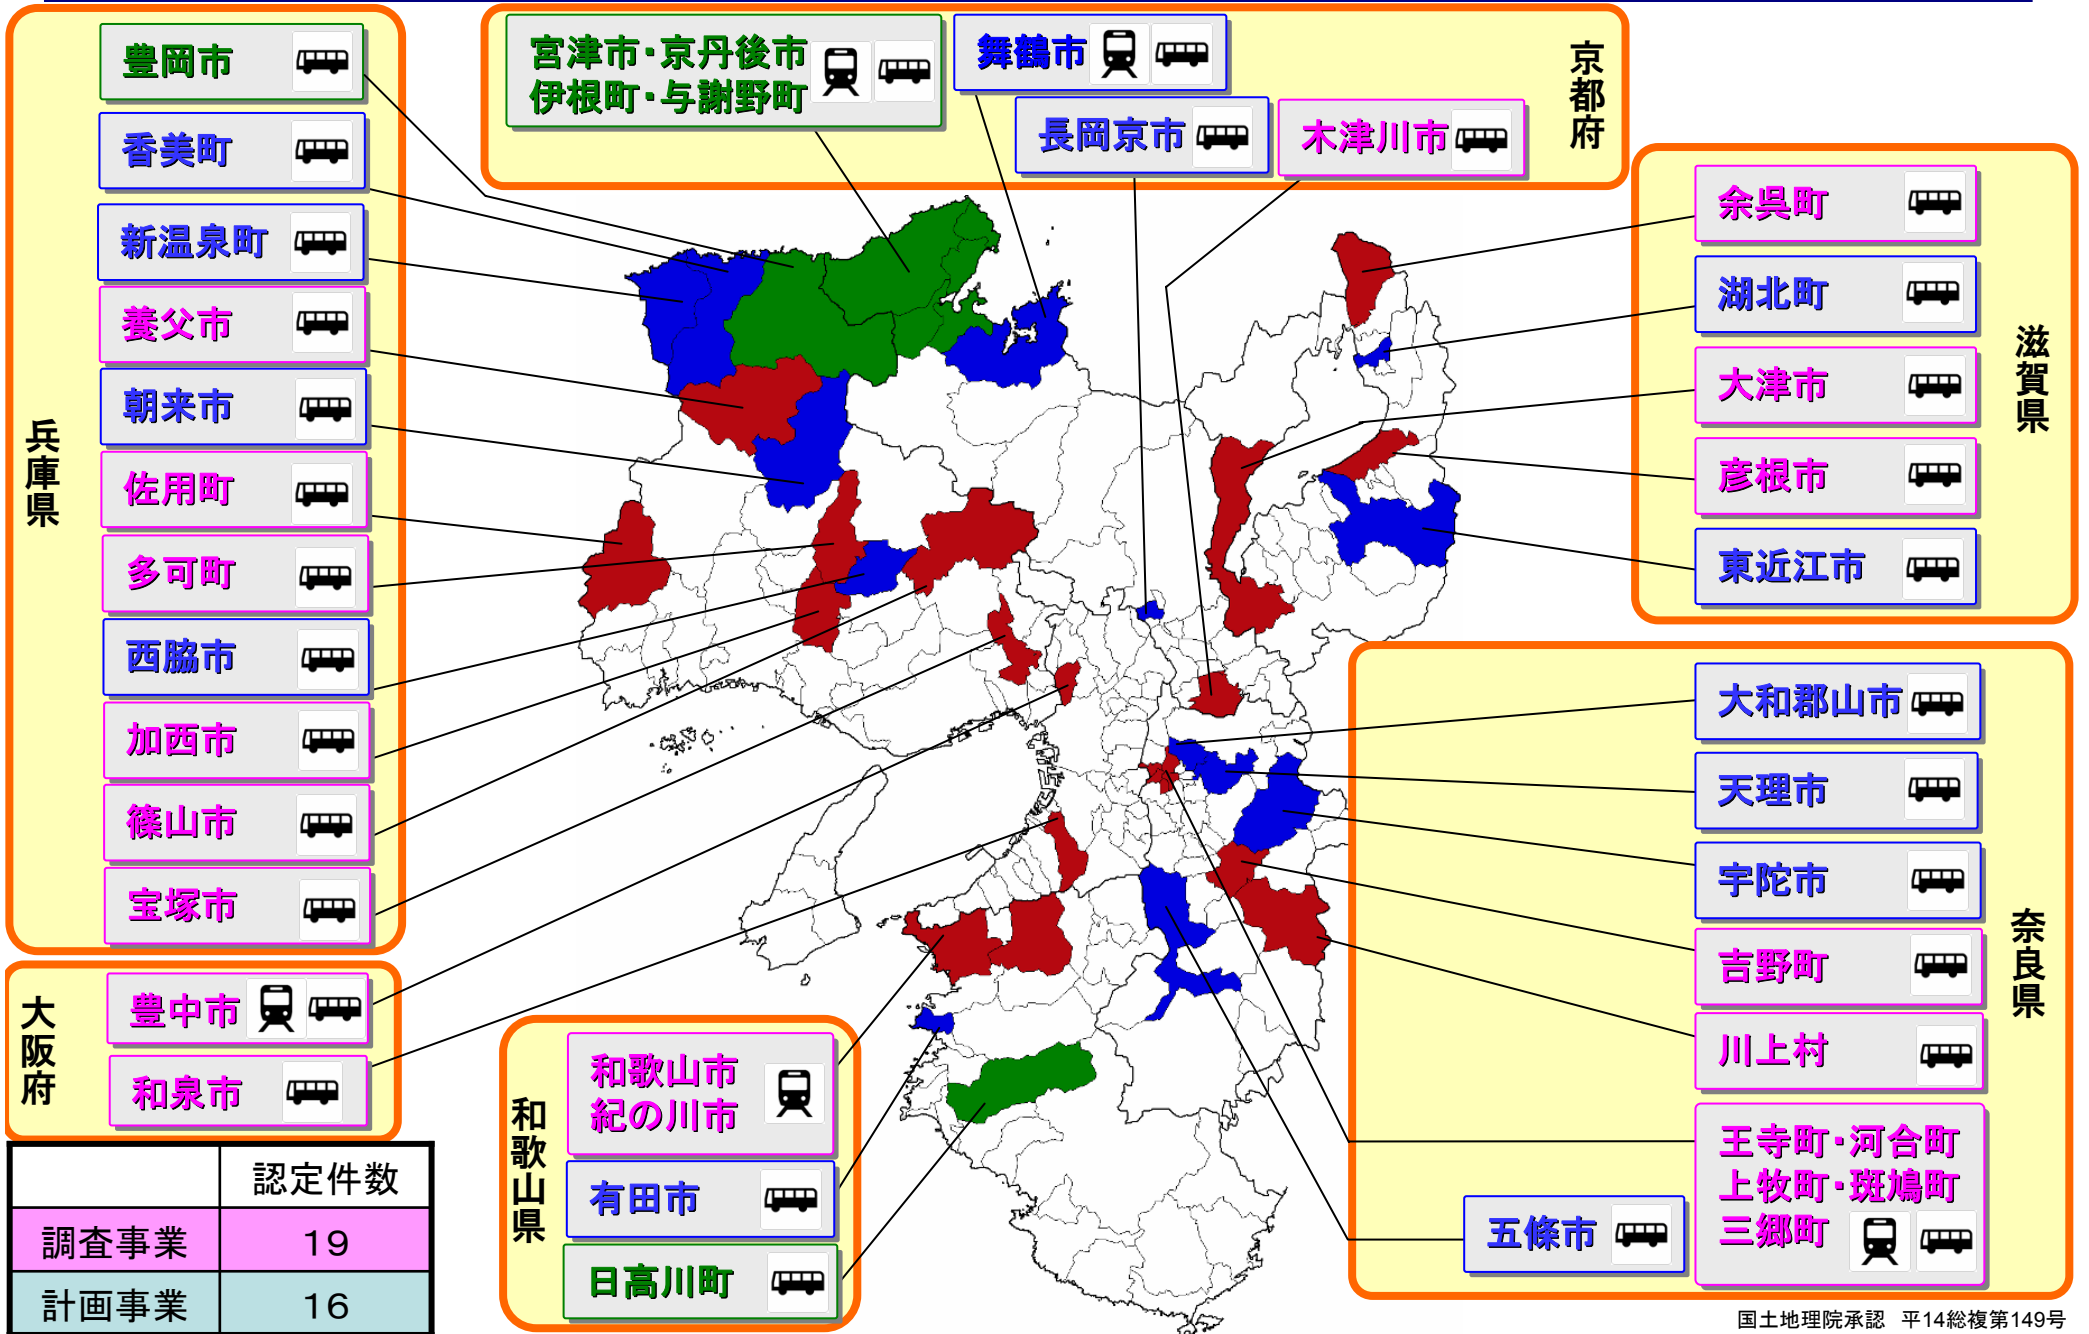 兵庫県
豊岡市
香美町
新温泉町
養父市
朝来市
佐用町
多可町
西脇市
加西市
篠山市
宝塚市
京都府
宮津市・京丹後市
伊根町・与謝野町
舞鶴市
長岡京市
木津川市
滋賀県
余呉町
湖北町
大津市
彦根市
東近江市
奈良県
大和郡山市
天理市
宇陀市
吉野町
川上村
王寺町・河合町
上牧町・斑鳩町
三郷町
五條市
大阪府
豊中市
和泉市
和歌山県
和歌山市
紀の川市
有田市
日高川町
認定件数
調査事業 19
計画事業 16
国土地理院承認 平14総複第149号